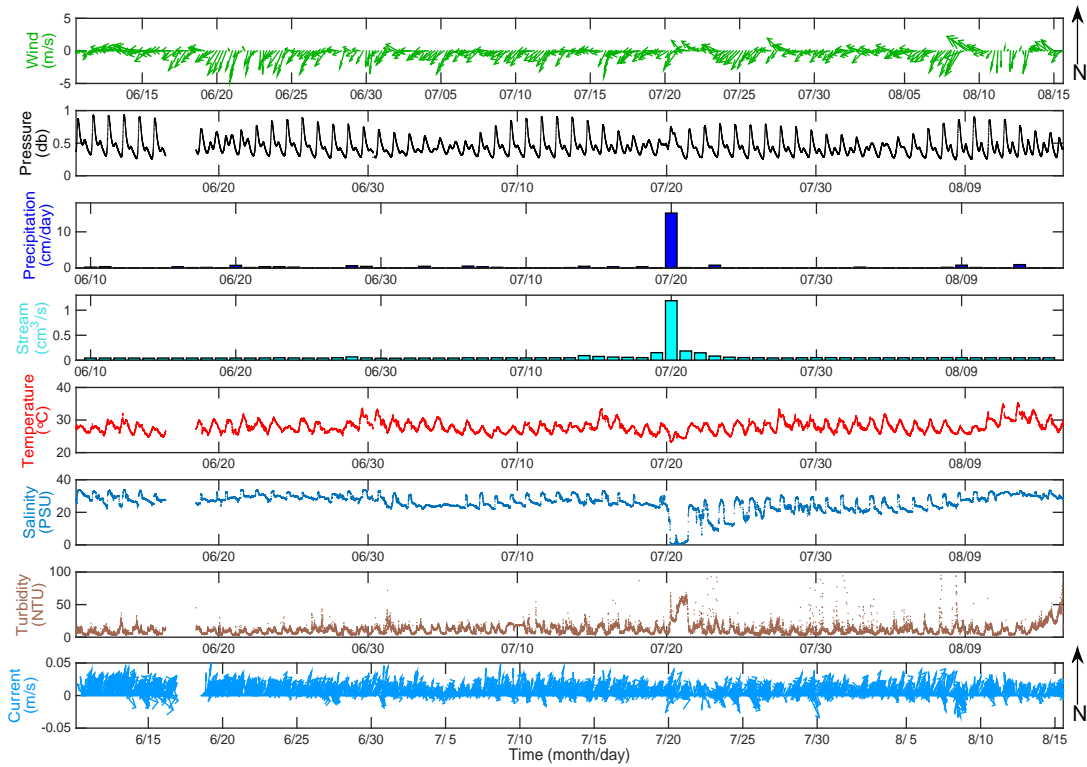 Wind
(m/s)
5
0
-5
06/15 06/20 06/25 06/30 07/05 07/10 07/15 07/20 07/25 07/30 08/05 08/10 08/15
N
Pressure
(db)
1
0.5
0
06/20 06/30 07/10 07/20 07/30 08/09
Precipitation
(cm/day)
10
0
06/10 06/20 06/30 07/10 07/20 07/30 08/09
Stream
(cm³/s)
1
0.5
0
06/10 06/20 06/30 07/10 07/20 07/30 08/09
Temperature
(°C)
40
30
20
06/20 06/30 07/10 07/20 07/30 08/09
Salinity
(PSU)
40
20
0
06/20 06/30 07/10 07/20 07/30 08/09
Turbidity
(NTU)
100
50
0
06/20 06/30 07/10 07/20 07/30 08/09
Current
(m/s)
0.05
0
-0.05
6/15 6/20 6/25 6/30 7/ 5 7/10 7/15 7/20 7/25 7/30 8/ 5 8/10 8/15
N
Time (month/day)